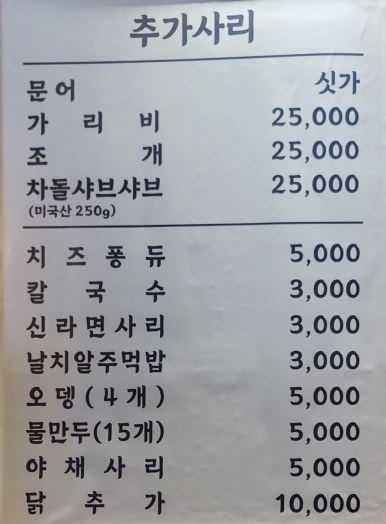 추가사리
문어 싯가
가리비 25,000
조개 25,000
차돌샤브샤브 25,000
(미국산 250g)
치즈퐁듀 5,000
칼국수 3,000
신라면사리 3,000
날치알주먹밥 3,000
오뎅(4개) 5,000
물만두(15개) 5,000
야채사리 5,000
닭추가 10,000